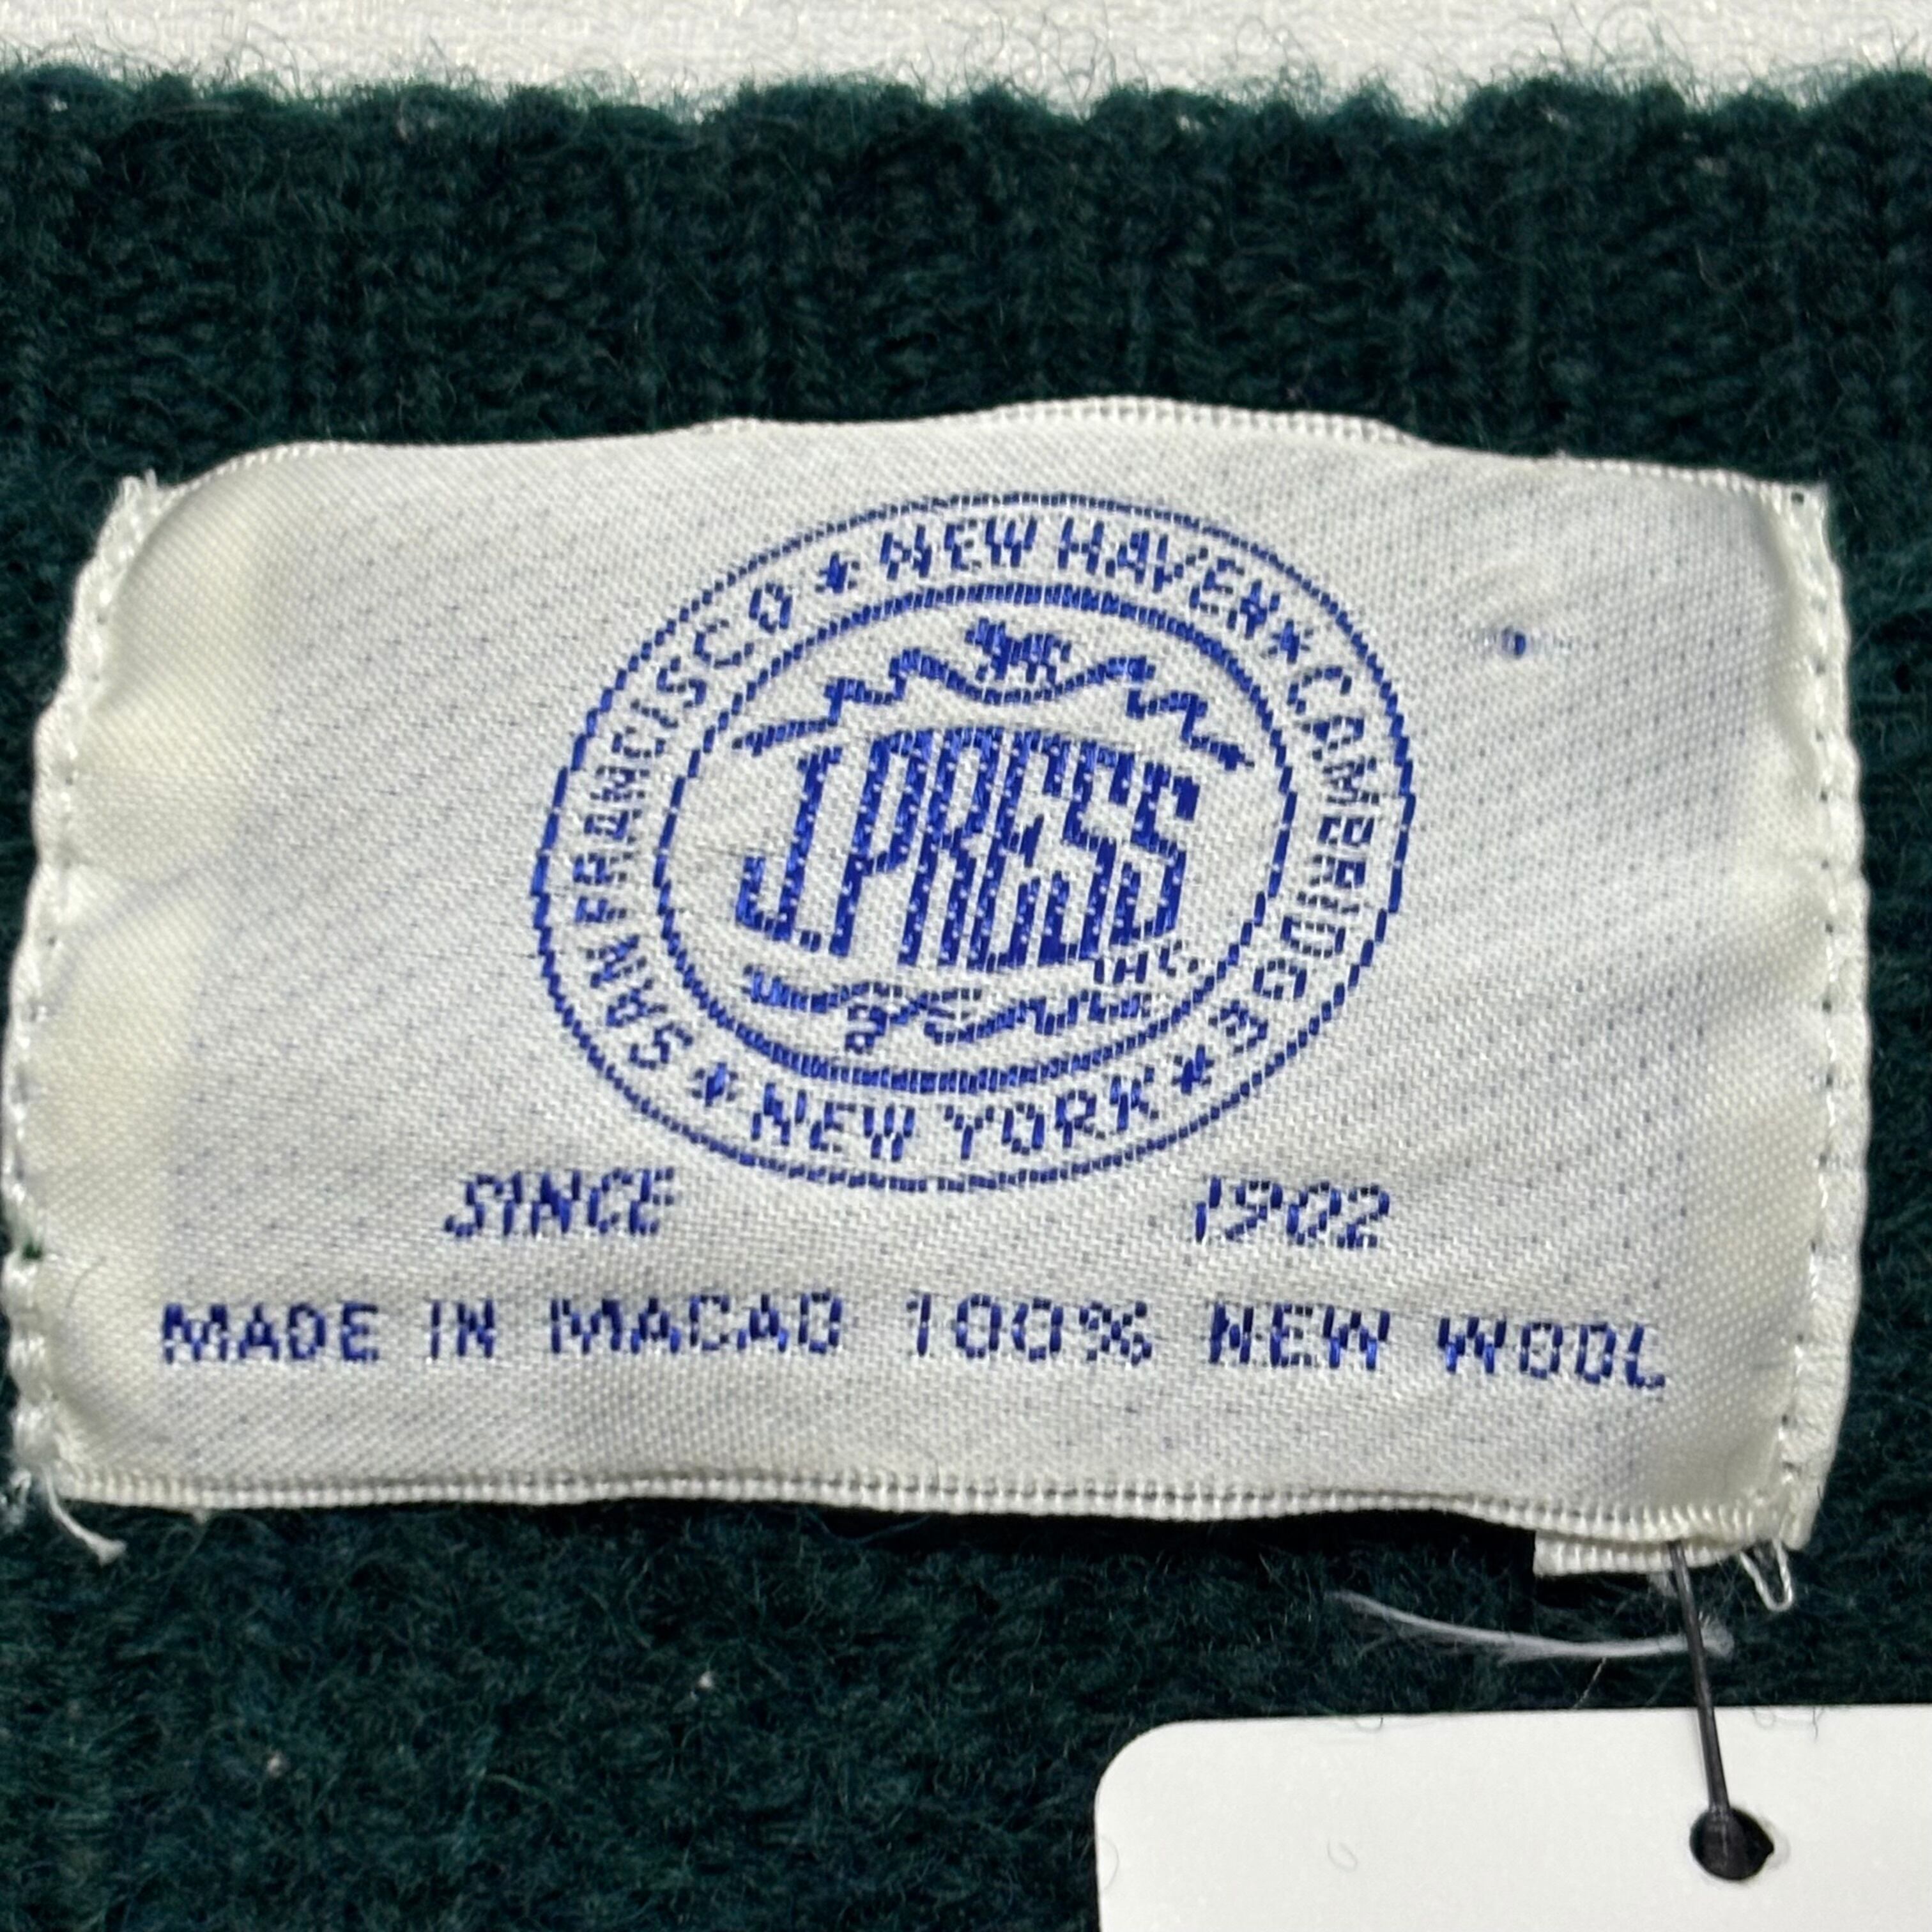 SAN FRANCISCO * NEW HAVEN * CAMBRIDGE * NEW YORK *
J. PRESS
INC
SINCE 1902
MADE IN MACAO 100% NEW WOOL